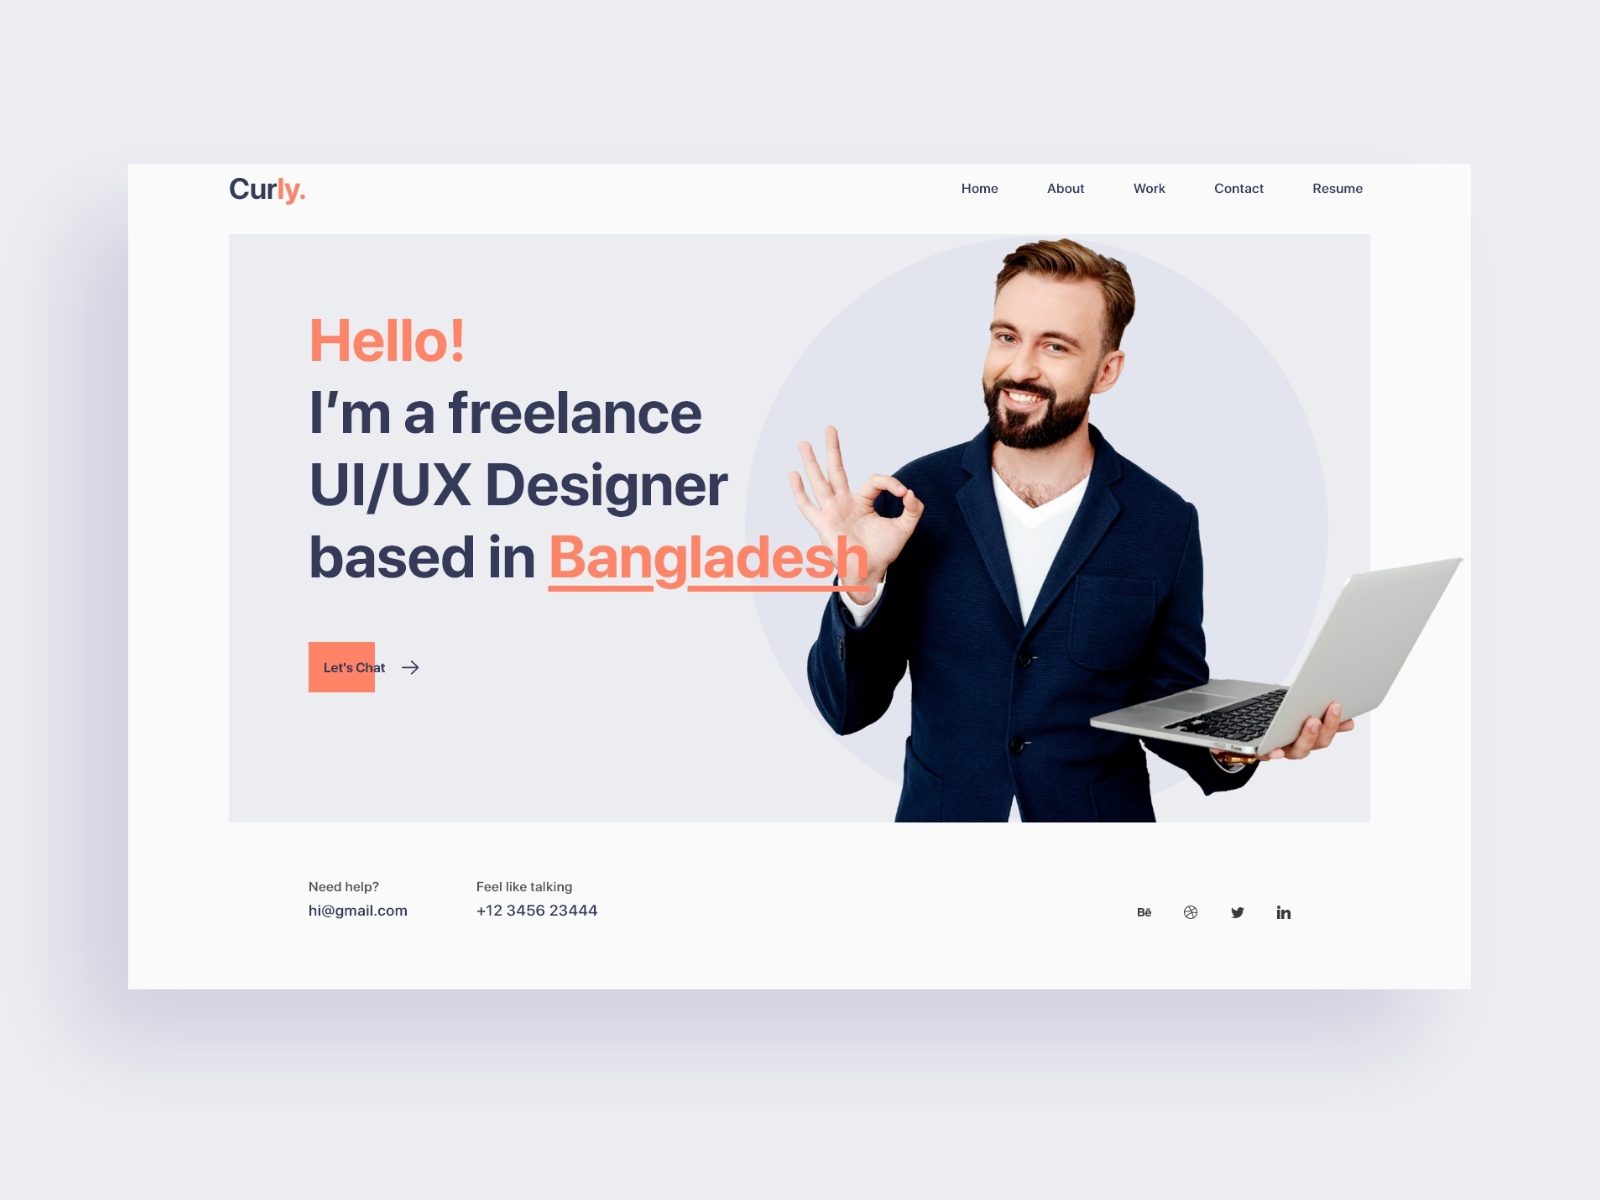 Curly.
Home About Work Contact Resume
Hello!
I'm a freelance
UI/UX Designer
based in Bangladesh
Let's Chat
Need help?
hi@gmail.com
Feel like talking
+12 3456 23444
Bē
in